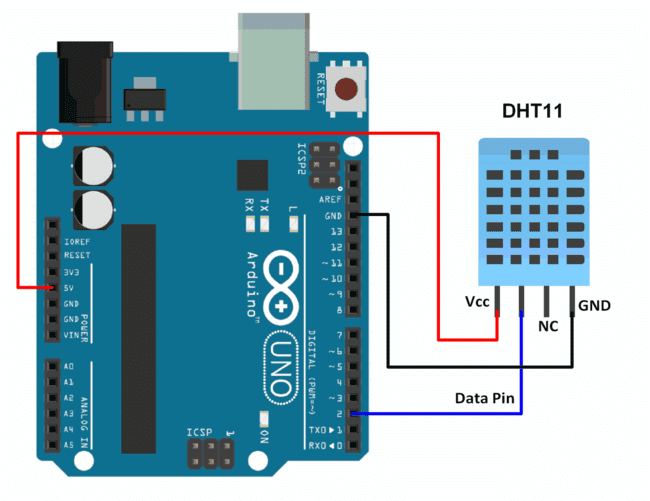 DHT11
Vcc
GND
NC
Data Pin
RESET
ICSP2
AREF
GND
13
12
~11
~10
~9
8
7
~6
~5
4
~3
2
TX0▶1
RX0◀0
RX
TX
L
Arduino™
UNO
DIGITAL (PWM=~)
IOREF
RESET
3V3
5V
GND
GND
VIN
POWER
A0
A1
A2
A3
A4
A5
ANALOG IN
ICSP
1
ON